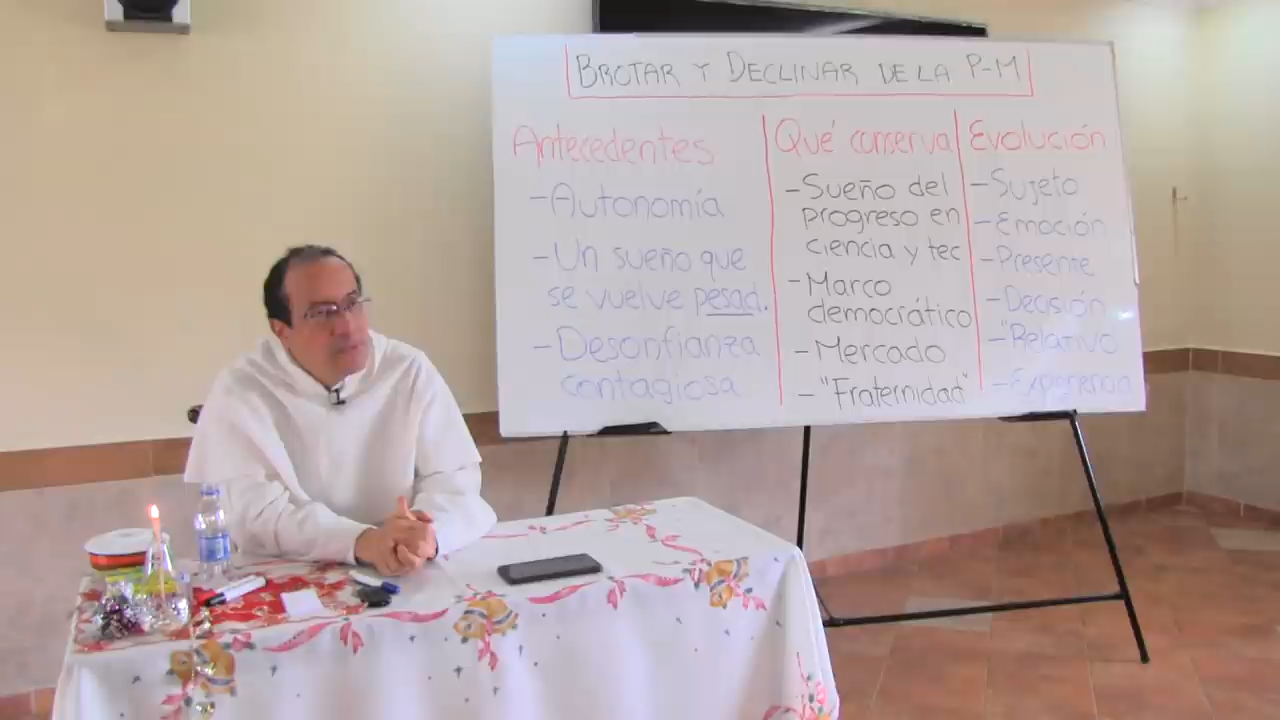 BROTAR Y DECLINAR DE LA P-M
Antecedentes
-Autonomía
-Un sueño que
se vuelve pesad.
-Desconfianza
contagiosa
Qué conserva
-Sueño del
progreso en
ciencia y tec
-Marco
democrático
-Mercado
-"Fraternidad"
Evolución
-Sujeto
-Emoción
-Presente
-Decisión
-"Relativo
-Experiencia